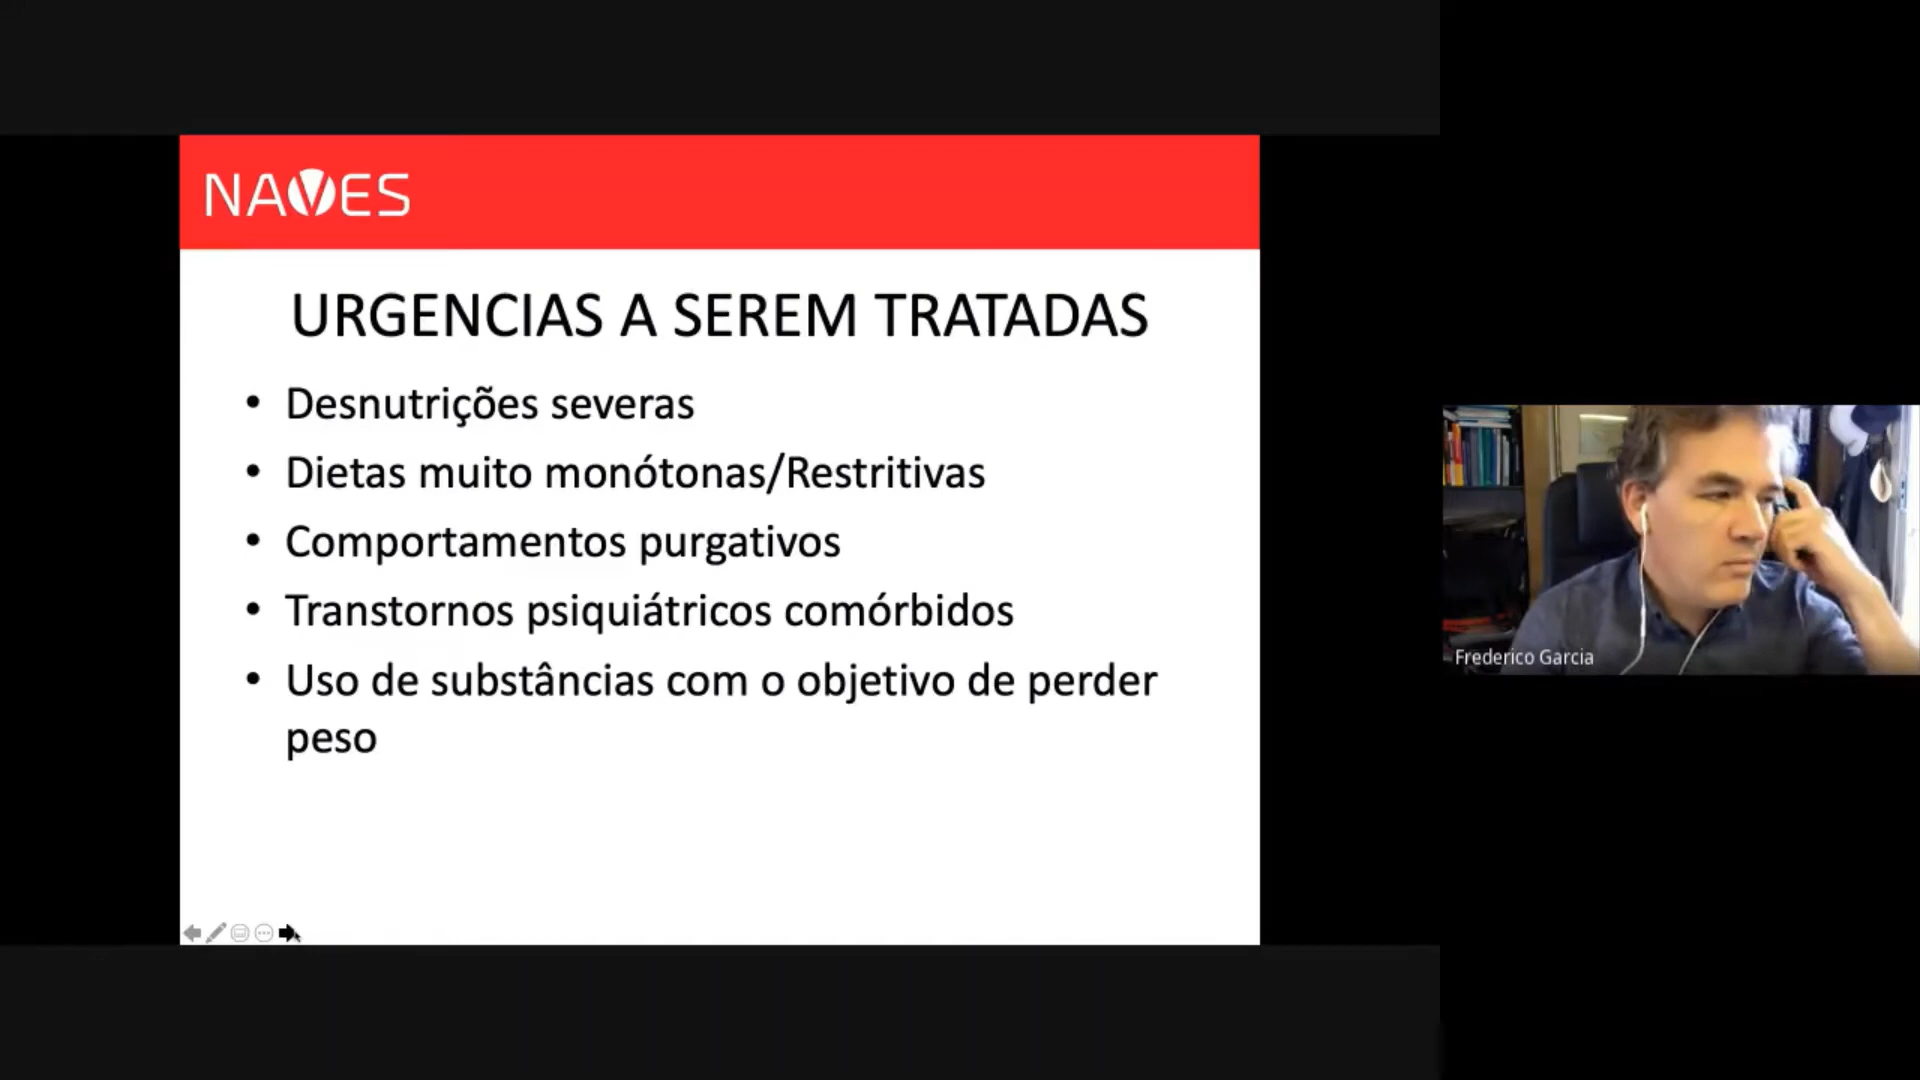 NAVES
URGENCIAS A SEREM TRATADAS
• Desnutrições severas
• Dietas muito monótonas/Restritivas
• Comportamentos purgativos
• Transtornos psiquiátricos comórbidos
• Uso de substâncias com o objetivo de perder
peso
Frederico Garcia